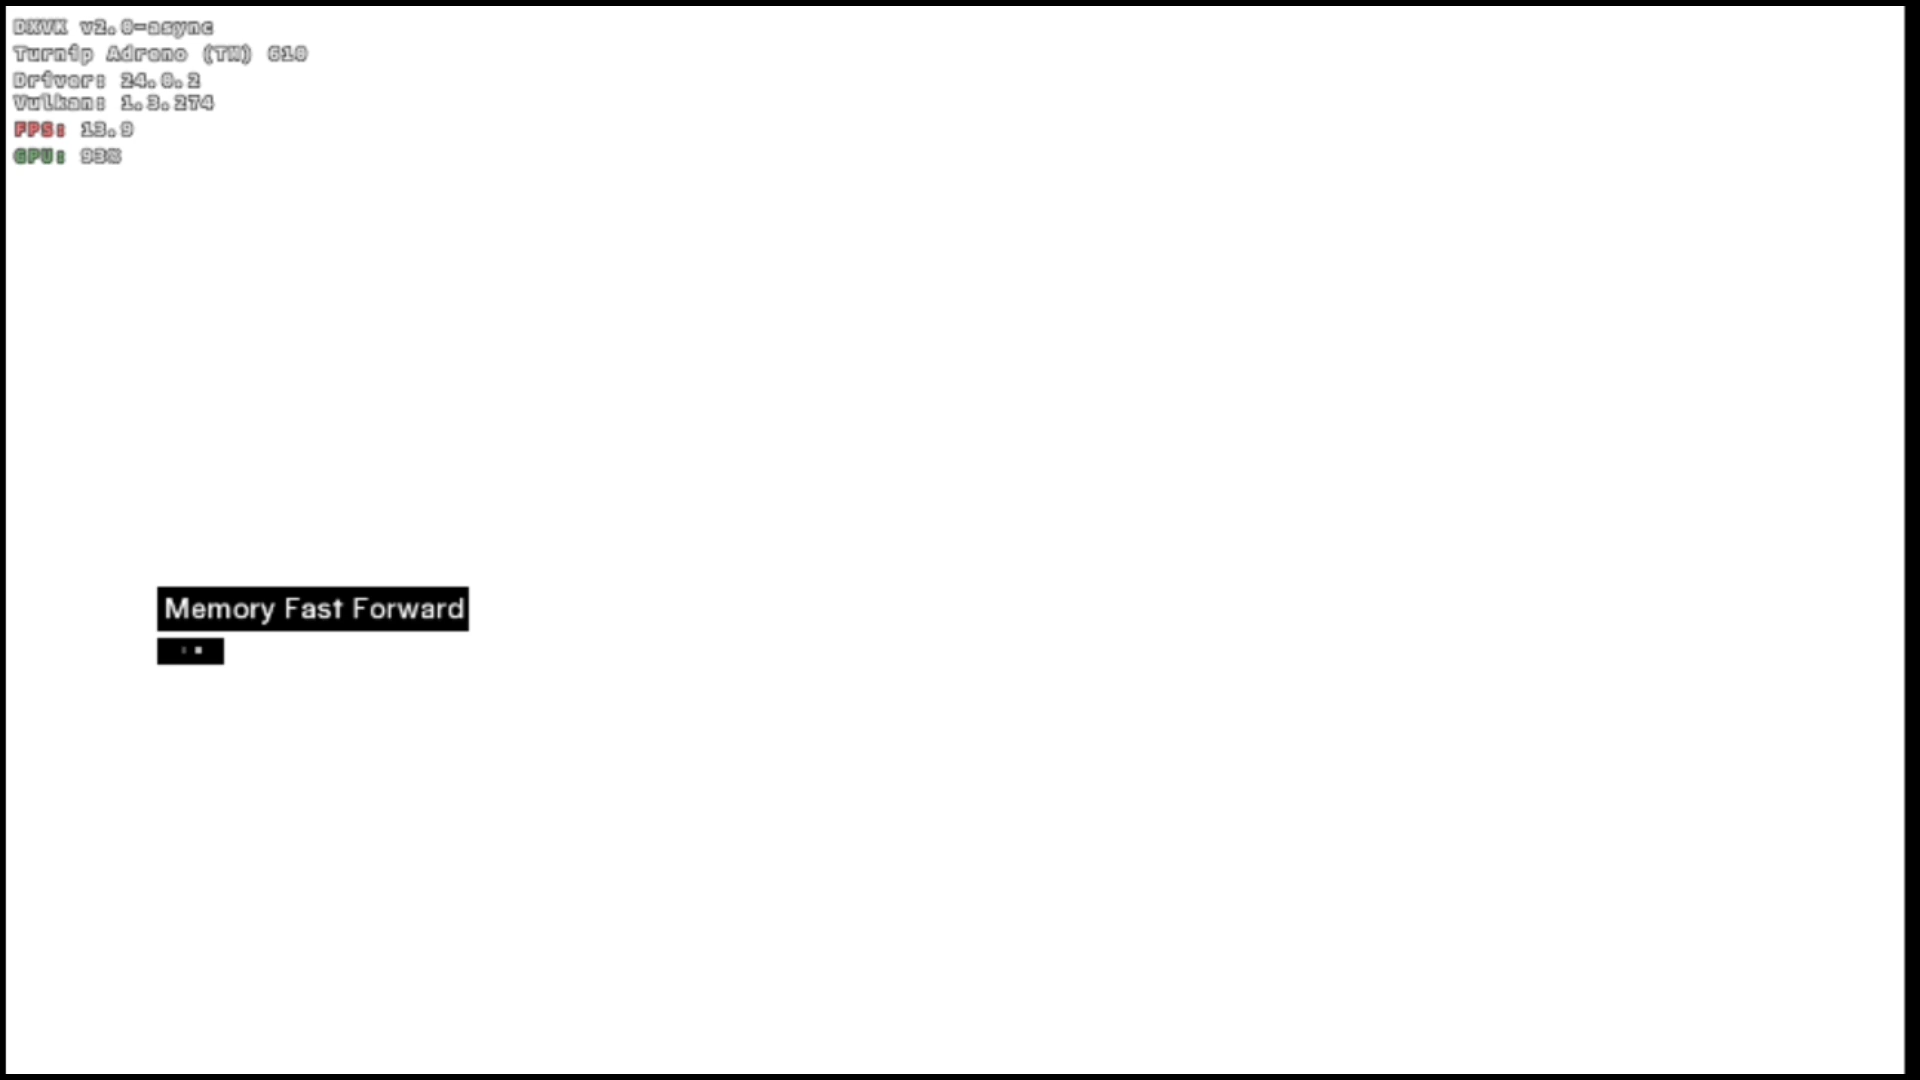 DXVK v2.0-async
Turnip Adreno (TM) 610
Driver: 24.0.2
Vulkan: 1.3.274
FPS: 13.9
GPU: 93%
Memory Fast Forward